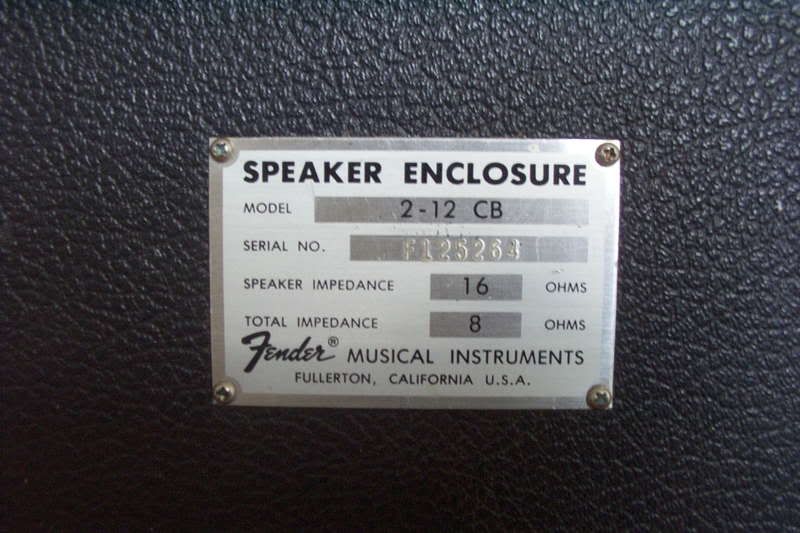 SPEAKER ENCLOSURE
MODEL 2-12 CB
SERIAL NO. F125264
SPEAKER IMPEDANCE 16 OHMS
TOTAL IMPEDANCE 8 OHMS
Fender® MUSICAL INSTRUMENTS
FULLERTON, CALIFORNIA U.S.A.